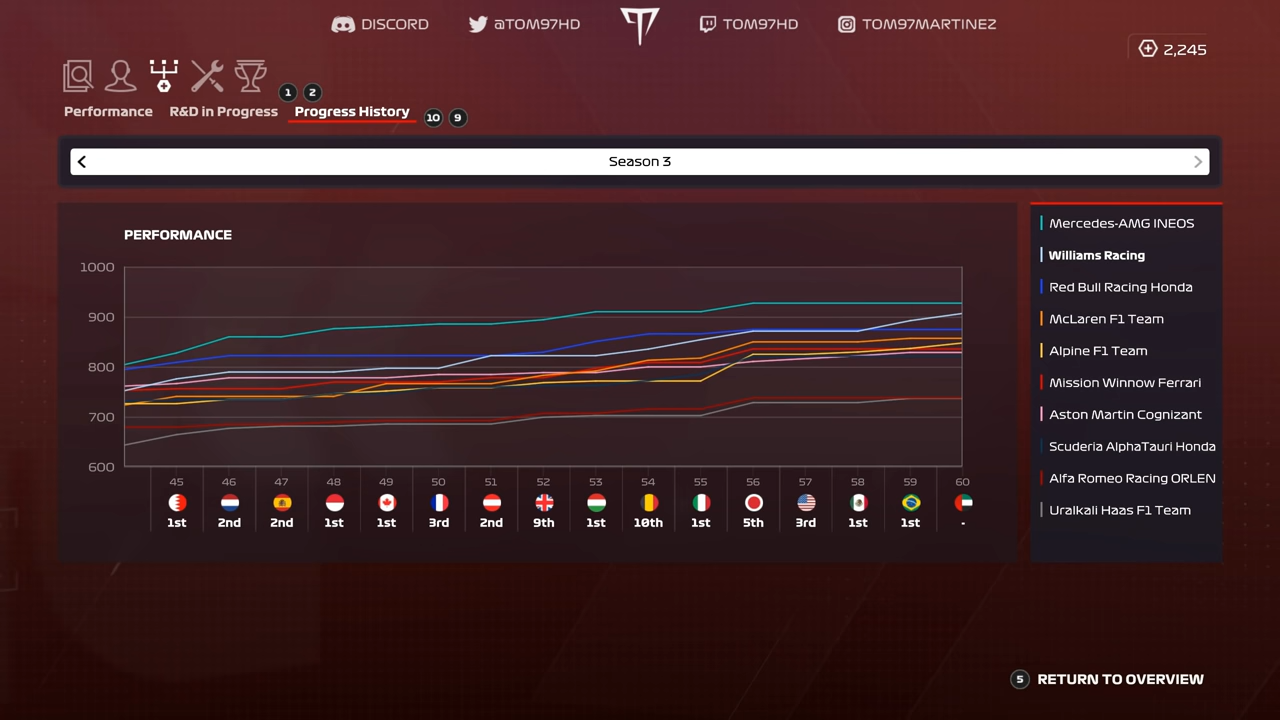 DISCORD @TOM97HD TOM97HD TOM97MARTINEZ
2,245
1 2
Performance R&D in Progress Progress History 10 9
Season 3
PERFORMANCE
1000
900
800
700
600
45 46 47 48 49 50 51 52 53 54 55 56 57 58 59 60
1st 2nd 2nd 1st 1st 3rd 2nd 9th 1st 10th 1st 5th 3rd 1st 1st -
Mercedes-AMG INEOS
Williams Racing
Red Bull Racing Honda
McLaren F1 Team
Alpine F1 Team
Mission Winnow Ferrari
Aston Martin Cognizant
Scuderia AlphaTauri Honda
Alfa Romeo Racing ORLEN
Uralkali Haas F1 Team
5 RETURN TO OVERVIEW